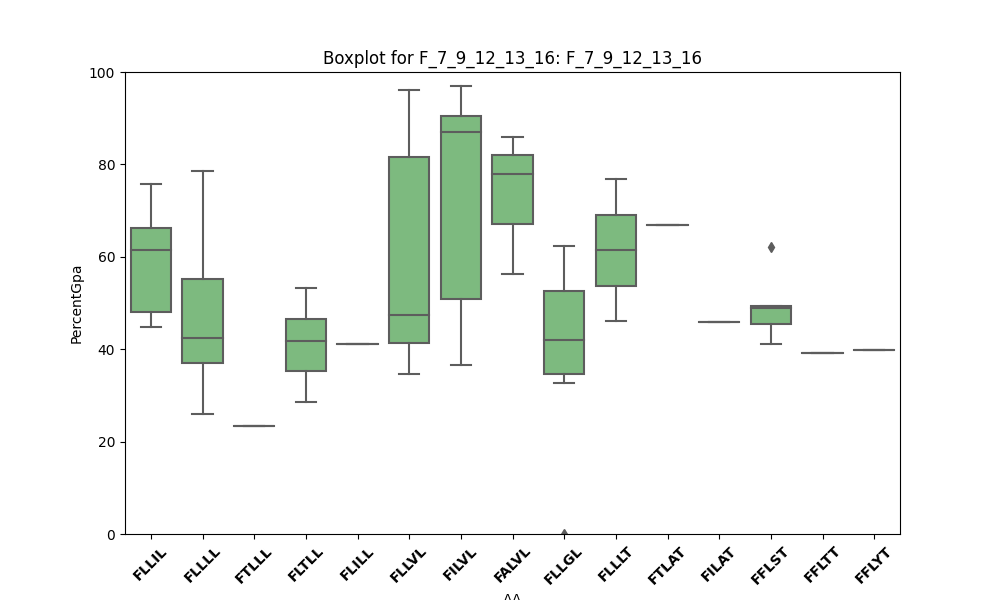 Boxplot for F_7_9_12_13_16: F_7_9_12_13_16
100
80
60
40
20
0
PercentGpa
FLLIL FLLLL FTLLL FLTLL FLILL FLLVL FILVL FALVL FLLGL FLLLT FTLAT FILAT FFLST FFLTT FFLYT
AA